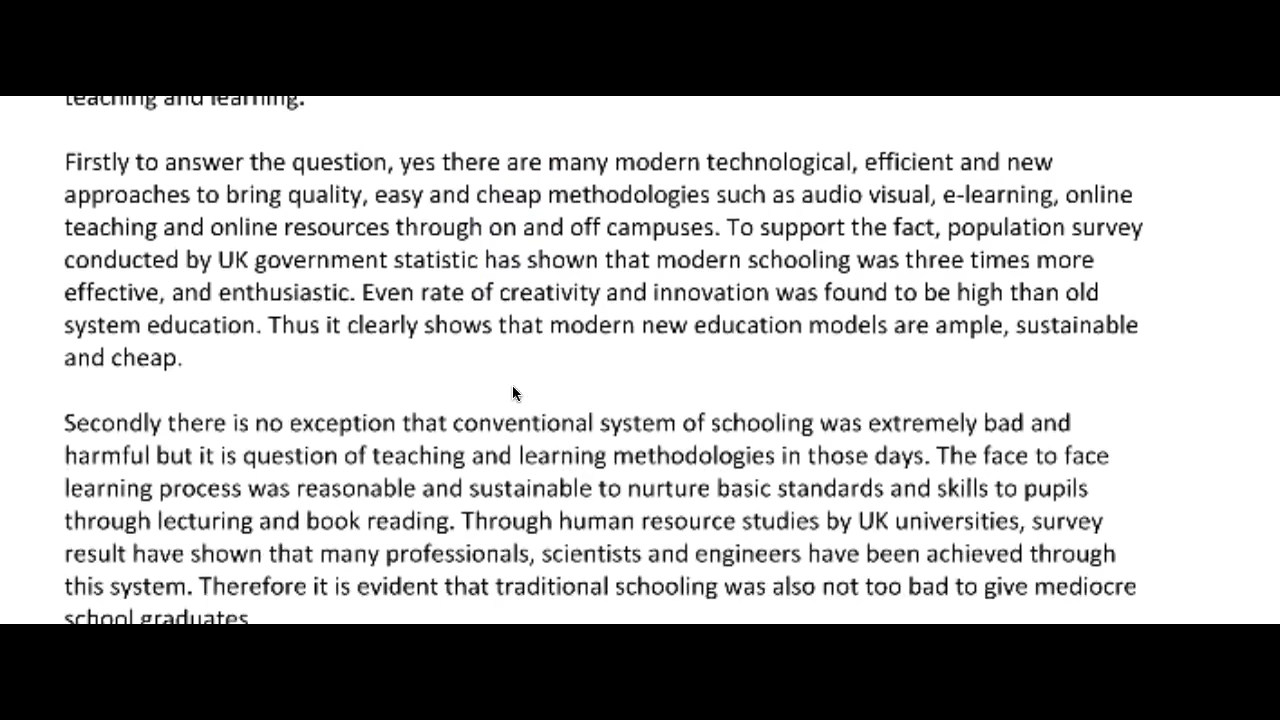 teaching and learning.
Firstly to answer the question, yes there are many modern technological, efficient and new
approaches to bring quality, easy and cheap methodologies such as audio visual, e-learning, online
teaching and online resources through on and off campuses. To support the fact, population survey
conducted by UK government statistic has shown that modern schooling was three times more
effective, and enthusiastic. Even rate of creativity and innovation was found to be high than old
system education. Thus it clearly shows that modern new education models are ample, sustainable
and cheap.
Secondly there is no exception that conventional system of schooling was extremely bad and
harmful but it is question of teaching and learning methodologies in those days. The face to face
learning process was reasonable and sustainable to nurture basic standards and skills to pupils
through lecturing and book reading. Through human resource studies by UK universities, survey
result have shown that many professionals, scientists and engineers have been achieved through
this system. Therefore it is evident that traditional schooling was also not too bad to give mediocre
school graduates